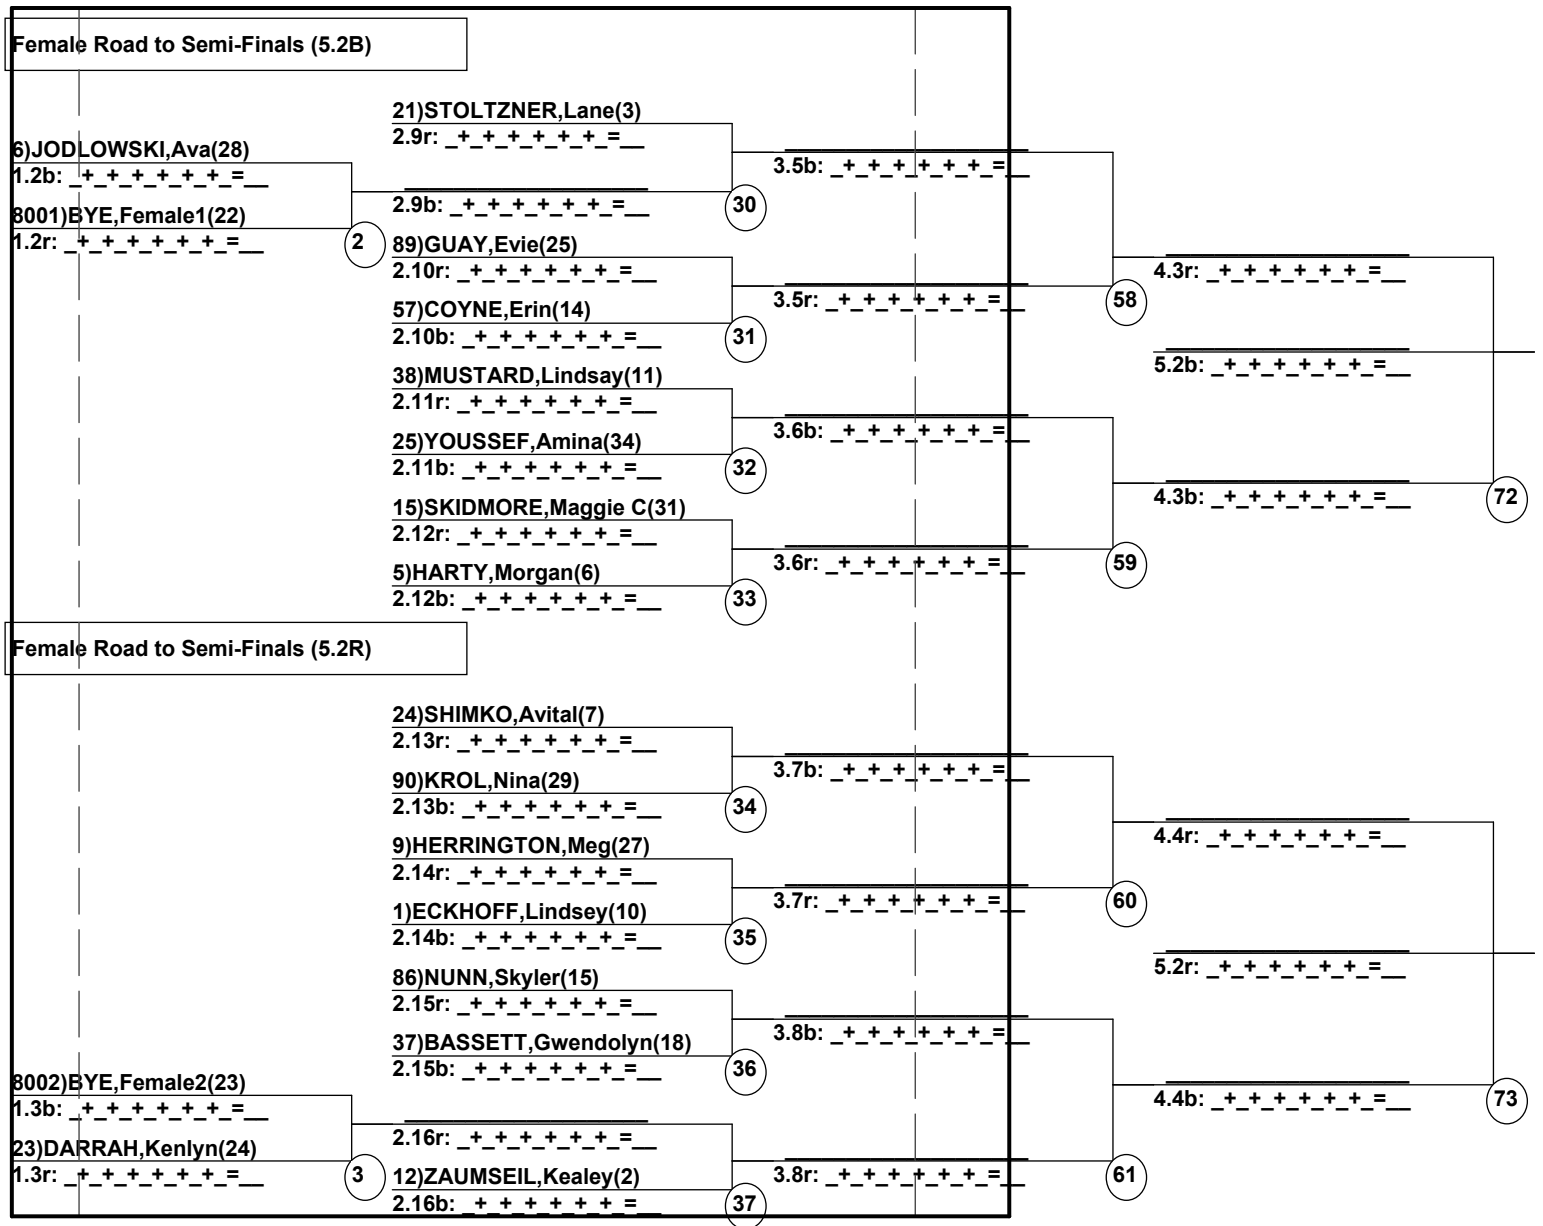 Female Road to Semi-Finals (5.2B)
21)STOLTZNER,Lane(3)
2.9r: _+_+_+_+_+_+_=__
6)JODLOWSKI,Ava(28)
1.2b: _+_+_+_+_+_+_=__
2.9b: _+_+_+_+_+_+_=__
30
8001)BYE,Female1(22)
1.2r: _+_+_+_+_+_+_=__
2
3.5b: _+_+_+_+_+_+_=__
89)GUAY,Evie(25)
2.10r: _+_+_+_+_+_+_=__
57)COYNE,Erin(14)
2.10b: _+_+_+_+_+_+_=__
31
3.5r: _+_+_+_+_+_+_=__
58
4.3r: _+_+_+_+_+_+_=__
38)MUSTARD,Lindsay(11)
2.11r: _+_+_+_+_+_+_=__
25)YOUSSEF,Amina(34)
2.11b: _+_+_+_+_+_+_=__
32
3.6b: _+_+_+_+_+_+_=__
5.2b: _+_+_+_+_+_+_=__
15)SKIDMORE,Maggie C(31)
2.12r: _+_+_+_+_+_+_=__
5)HARTY,Morgan(6)
2.12b: _+_+_+_+_+_+_=__
33
3.6r: _+_+_+_+_+_+_=__
59
4.3b: _+_+_+_+_+_+_=__
72
Female Road to Semi-Finals (5.2R)
24)SHIMKO,Avital(7)
2.13r: _+_+_+_+_+_+_=__
90)KROL,Nina(29)
2.13b: _+_+_+_+_+_+_=__
34
3.7b: _+_+_+_+_+_+_=__
9)HERRINGTON,Meg(27)
2.14r: _+_+_+_+_+_+_=__
1)ECKHOFF,Lindsey(10)
2.14b: _+_+_+_+_+_+_=__
35
3.7r: _+_+_+_+_+_+_=__
60
4.4r: _+_+_+_+_+_+_=__
86)NUNN,Skyler(15)
2.15r: _+_+_+_+_+_+_=__
37)BASSETT,Gwendolyn(18)
2.15b: _+_+_+_+_+_+_=__
36
3.8b: _+_+_+_+_+_+_=__
5.2r: _+_+_+_+_+_+_=__
8002)BYE,Female2(23)
1.3b: _+_+_+_+_+_+_=__
23)DARRAH,Kenlyn(24)
1.3r: _+_+_+_+_+_+_=__
3
2.16r: _+_+_+_+_+_+_=__
12)ZAUMSEIL,Kealey(2)
2.16b: _+_+_+_+_+_+_=__
37
3.8r: _+_+_+_+_+_+_=__
61
4.4b: _+_+_+_+_+_+_=__
73